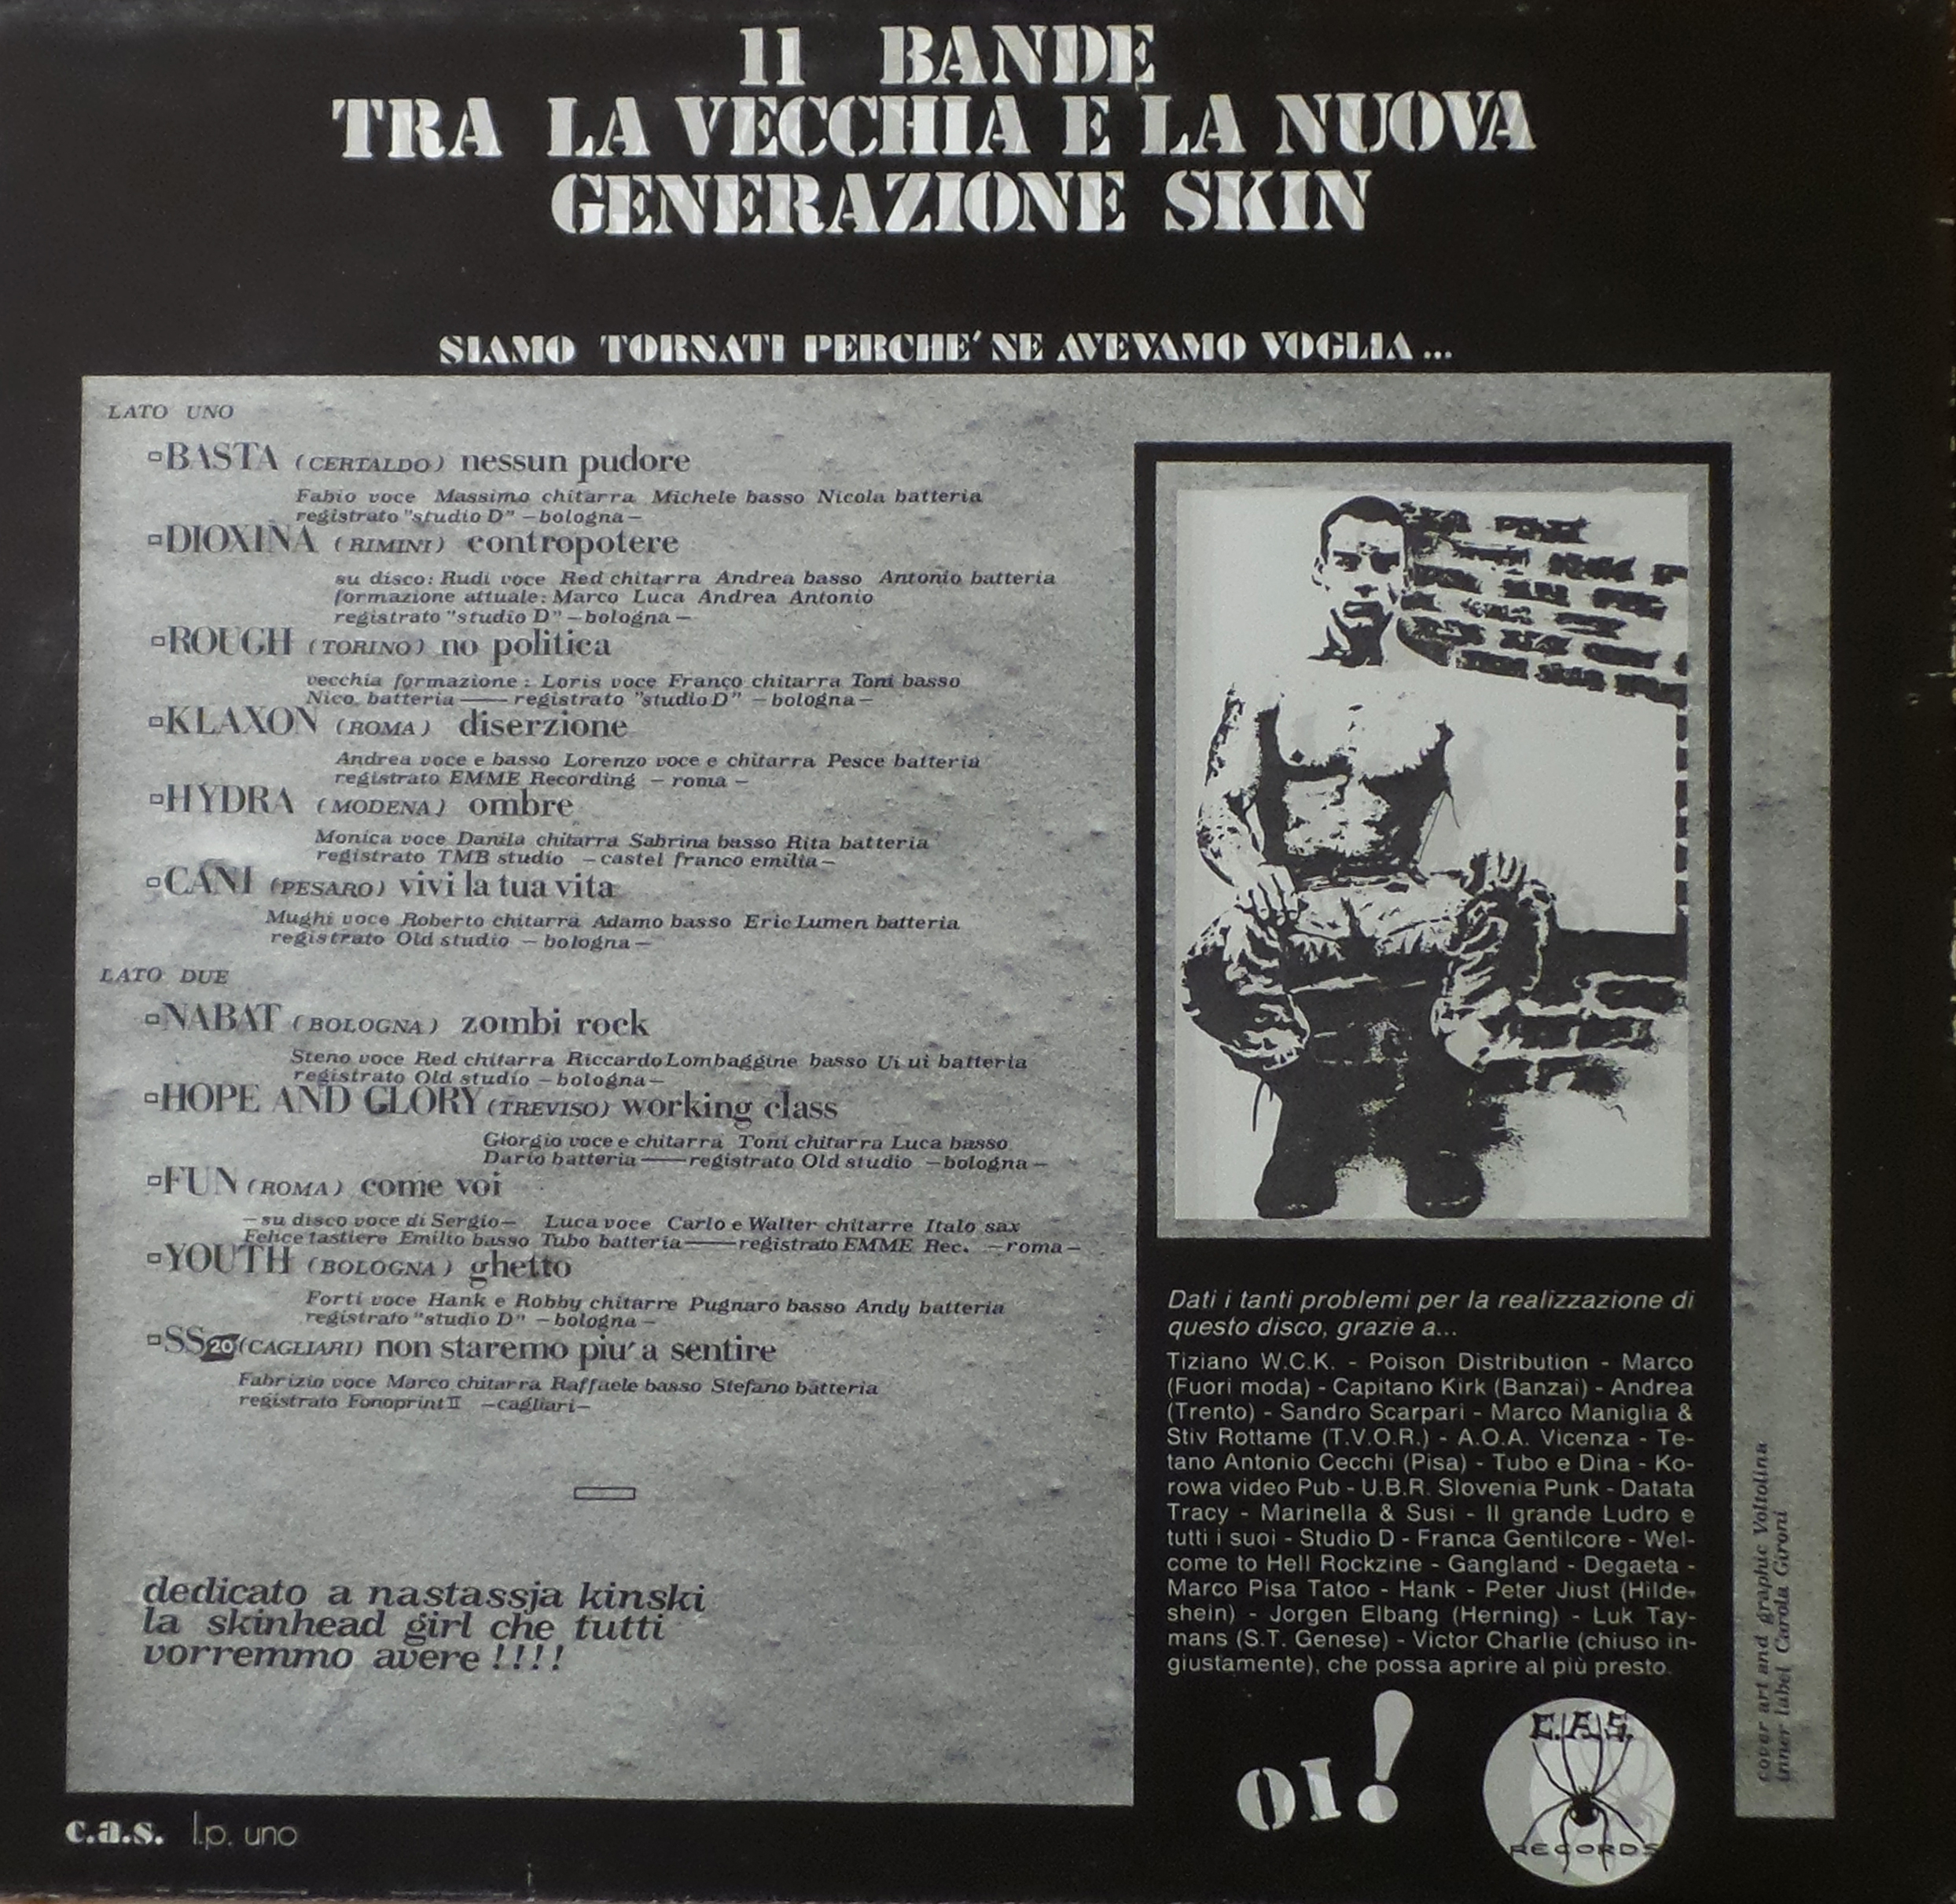 11 BANDE
TRA LA VECCHIA E LA NUOVA
GENERAZIONE SKIN
SIAMO TORNATI PERCHE' NE AVEVAMO VOGLIA...
LATO UNO
BASTA (CERTALDO) nessun pudore
Fabio voce Massimo chitarra Michele basso Nicola batteria
registrato "studio D" -bologna-
DIOXINA (RIMINI) contropotere
su disco: Rudi voce Red chitarra Andrea basso Antonio batteria
formazione attuale: Marco Luca Andrea Antonio
registrato "studio D" -bologna-
ROUGH (TORINO) no politica
vecchia formazione: Loris voce Franco chitarra Toni basso
Nico batteria —— registrato "studio D" -bologna-
KLAXON (ROMA) diserzione
Andrea voce e basso Lorenzo voce e chitarra Pesce batteria
registrato EMME Recording - roma -
HYDRA (MODENA) ombre
Monica voce Danila chitarra Sabrina basso Rita batteria
registrato TMB studio -castel franco emilia-
CANI (PESARO) vivi la tua vita
Mughi voce Roberto chitarra Adamo basso Eric Lumen batteria
registrato Old studio -bologna-
LATO DUE
NABAT (BOLOGNA) zombi rock
Steno voce Red chitarra Riccardo Lombaggine basso Ui ui batteria
registrato Old studio -bologna-
HOPE AND GLORY (TREVISO) working class
Giorgio voce e chitarra Toni chitarra Luca basso
Dario batteria —— registrato Old studio -bologna-
FUN (ROMA) come voi
-su disco voce di Sergio- Luca voce Carlo e Walter chitarre Italo sax
Felice tastiere Emilio basso Tubo batteria —— registrato EMME Rec. -roma-
YOUTH (BOLOGNA) ghetto
Forti voce Hank e Robby chitarre Pugnaro basso Andy batteria
registrato "studio D" -bologna-
SS20 (CAGLIARI) non staremo piu' a sentire
Fabrizio voce Marco chitarra Raffaele basso Stefano batteria
registrato Fonoprint II -cagliari-
dedicato a nastassja kinski
la skinhead girl che tutti
vorremmo avere !!!!
Dati i tanti problemi per la realizzazione di
questo disco, grazie a...
Tiziano W.C.K. - Poison Distribution - Marco
(Fuori moda) - Capitano Kirk (Banzai) - Andrea
(Trento) - Sandro Scarpari - Marco Maniglia &
Stiv Rottame (T.V.O.R.) - A.O.A. Vicenza - Te-
tano Antonio Cecchi (Pisa) - Tubo e Dina - Ko-
rowa video Pub - U.B.R. Slovenia Punk - Datata
Tracy - Marinella & Susi - Il grande Ludro e
tutti i suoi - Studio D - Franca Gentilcore - Wel-
come to Hell Rockzine - Gangland - Degaeta -
Marco Pisa Tatoo - Hank - Peter Jiust (Hilde-
shein) - Jorgen Elbang (Herning) - Luk Tay-
mans (S.T. Genese) - Victor Charlie (chiuso in-
giustamente), che possa aprire al più presto.
cover art and graphic Voltolina
inner label Carola Gironi
OI!
C.A.S.
RECORDS
c.a.s. l.p. uno